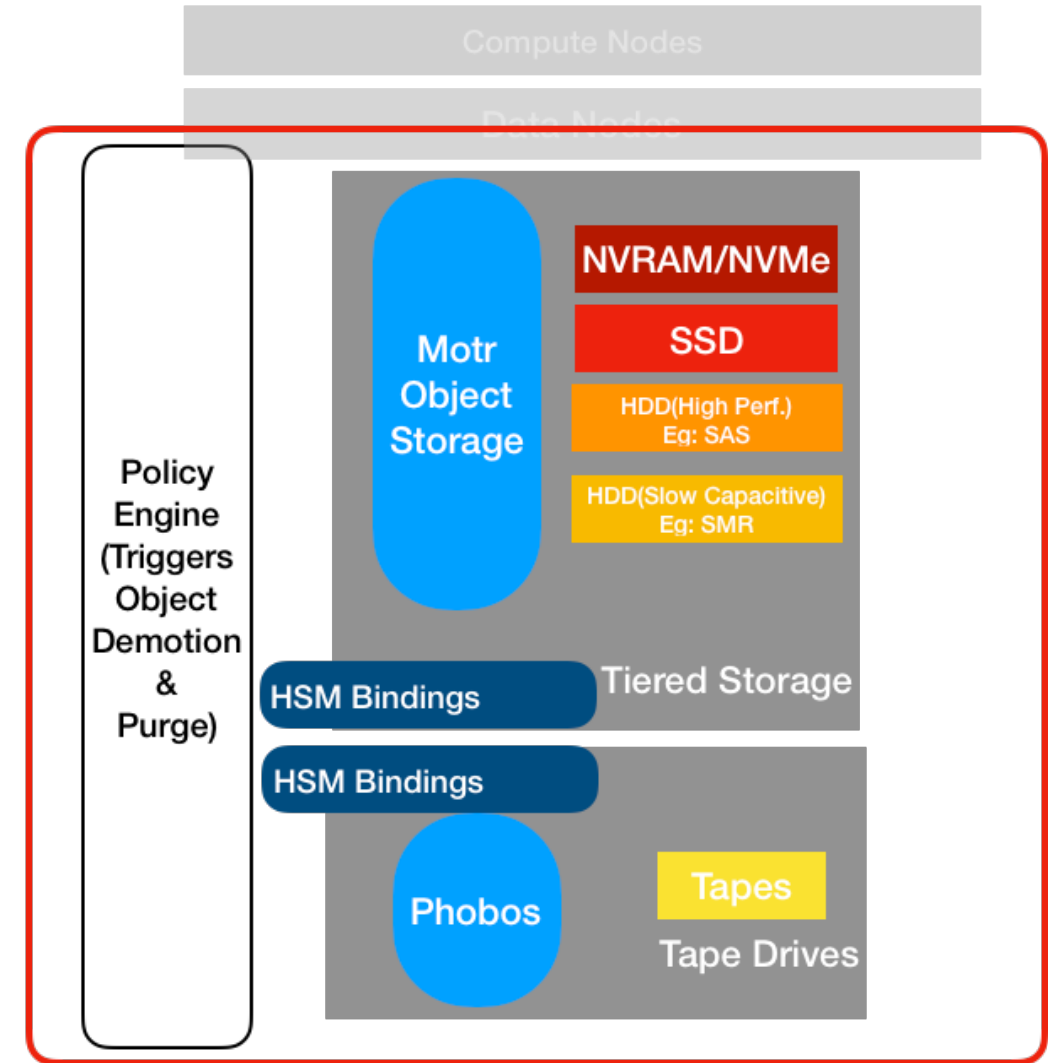 Compute Nodes
Data Nodes
Policy
Engine
(Triggers
Object
Demotion
&
Purge)
Motr
Object
Storage
NVRAM/NVMe
SSD
HDD(High Perf.)
Eg: SAS
HDD(Slow Capacitive)
Eg: SMR
Tiered Storage
HSM Bindings
HSM Bindings
Phobos
Tapes
Tape Drives